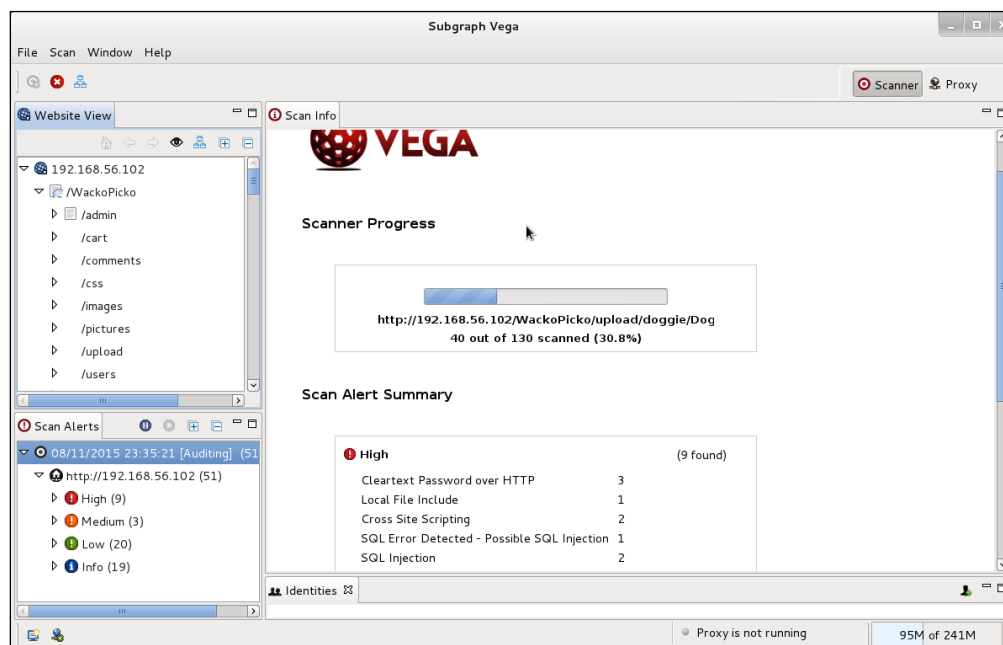 Subgraph Vega
File Scan Window Help
Scanner Proxy
Website View
192.168.56.102
/WackoPicko
/admin
/cart
/comments
/css
/images
/pictures
/upload
/users
Scan Info
VEGA
Scanner Progress
http://192.168.56.102/WackoPicko/upload/doggie/Dog
40 out of 130 scanned (30.8%)
Scan Alert Summary
High (9 found)
Cleartext Password over HTTP 3
Local File Include 1
Cross Site Scripting 2
SQL Error Detected - Possible SQL Injection 1
SQL Injection 2
Scan Alerts
08/11/2015 23:35:21 [Auditing] (51
http://192.168.56.102 (51)
High (9)
Medium (3)
Low (20)
Info (19)
Identities
Proxy is not running
95M of 241M